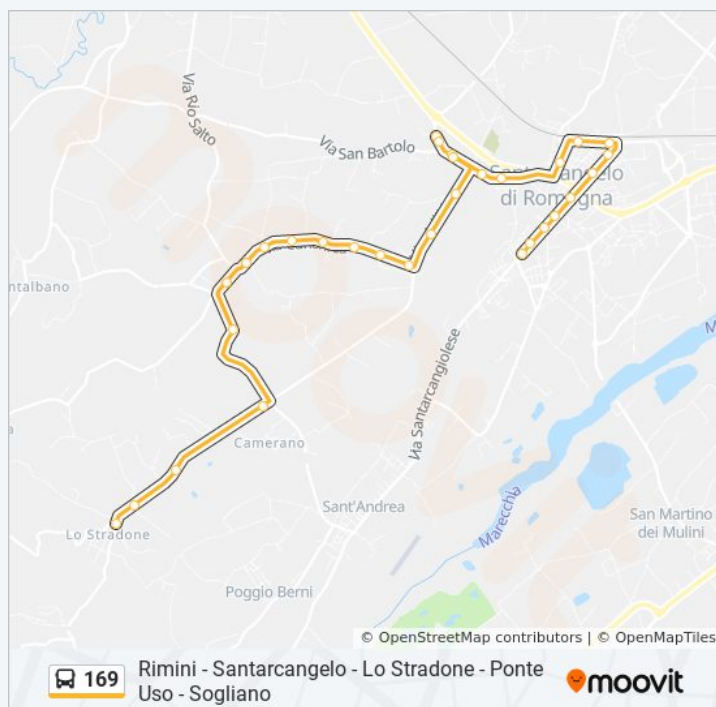 Via Rio Salto
Via San Bartolo
Santarcangelo
di Romagna
Via Santarcangiolese
Camerano
Sant'Andrea
Marecchia
San Martino
dei Mulini
Lo Stradone
Poggio Berni
© OpenStreetMap contributors | © OpenMapTiles
169
Rimini - Santarcangelo - Lo Stradone - Ponte
Uso - Sogliano
moovit